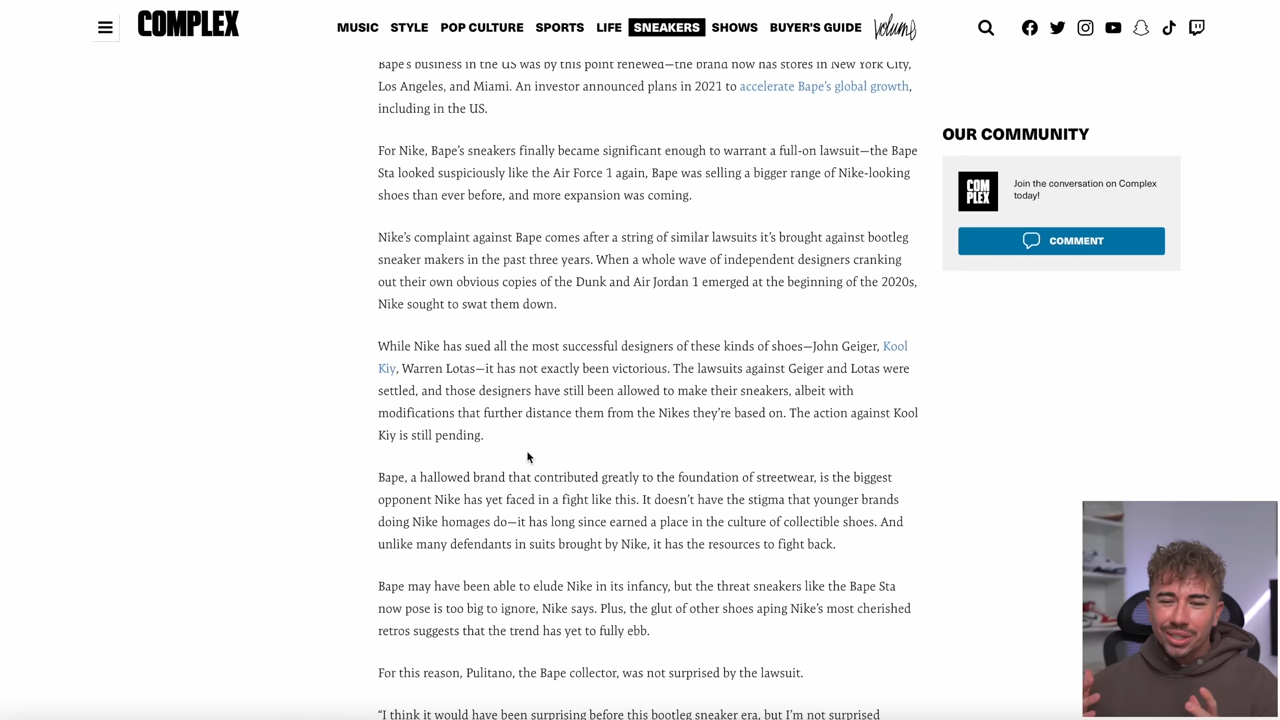 COMPLEX
MUSIC STYLE POP CULTURE SPORTS LIFE SNEAKERS SHOWS BUYER'S GUIDE volume
Bape's business in the US was by this point renewed—the brand now has stores in New York City,
Los Angeles, and Miami. An investor announced plans in 2021 to accelerate Bape's global growth,
including in the US.
For Nike, Bape's sneakers finally became significant enough to warrant a full-on lawsuit—the Bape
Sta looked suspiciously like the Air Force 1 again, Bape was selling a bigger range of Nike-looking
shoes than ever before, and more expansion was coming.
Nike's complaint against Bape comes after a string of similar lawsuits it's brought against bootleg
sneaker makers in the past three years. When a whole wave of independent designers cranking
out their own obvious copies of the Dunk and Air Jordan 1 emerged at the beginning of the 2020s,
Nike sought to swat them down.
While Nike has sued all the most successful designers of these kinds of shoes—John Geiger, Kool
Kiy, Warren Lotas—it has not exactly been victorious. The lawsuits against Geiger and Lotas were
settled, and those designers have still been allowed to make their sneakers, albeit with
modifications that further distance them from the Nikes they're based on. The action against Kool
Kiy is still pending.
Bape, a hallowed brand that contributed greatly to the foundation of streetwear, is the biggest
opponent Nike has yet faced in a fight like this. It doesn't have the stigma that younger brands
doing Nike homages do—it has long since earned a place in the culture of collectible shoes. And
unlike many defendants in suits brought by Nike, it has the resources to fight back.
Bape may have been able to elude Nike in its infancy, but the threat sneakers like the Bape Sta
now pose is too big to ignore, Nike says. Plus, the glut of other shoes aping Nike's most cherished
retros suggests that the trend has yet to fully ebb.
For this reason, Pulitano, the Bape collector, was not surprised by the lawsuit.
"I think it would have been surprising before this bootleg sneaker era, but I'm not surprised
OUR COMMUNITY
COM
PLEX
Join the conversation on Complex
today!
COMMENT